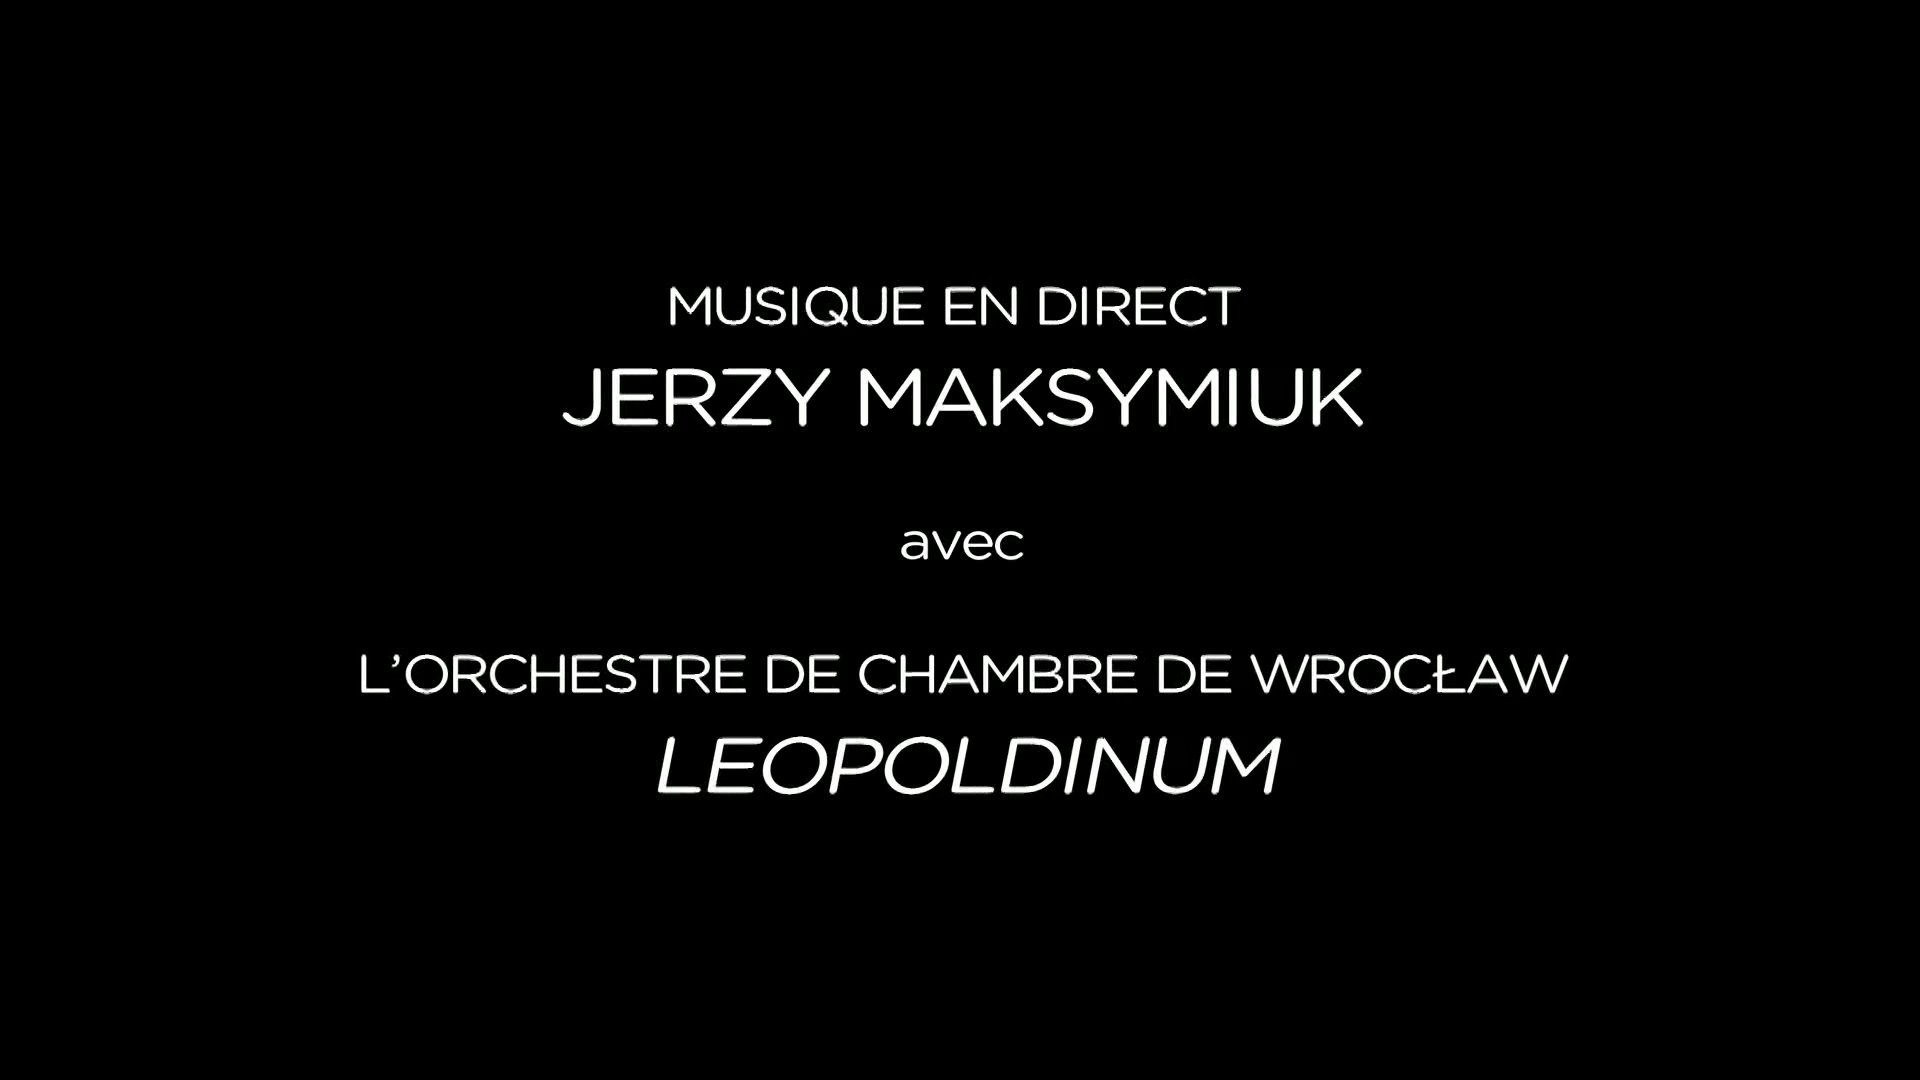 MUSIQUE EN DIRECT
JERZY MAKSYMIUK
avec
L’ORCHESTRE DE CHAMBRE DE WROCŁAW
LEOPOLDINUM